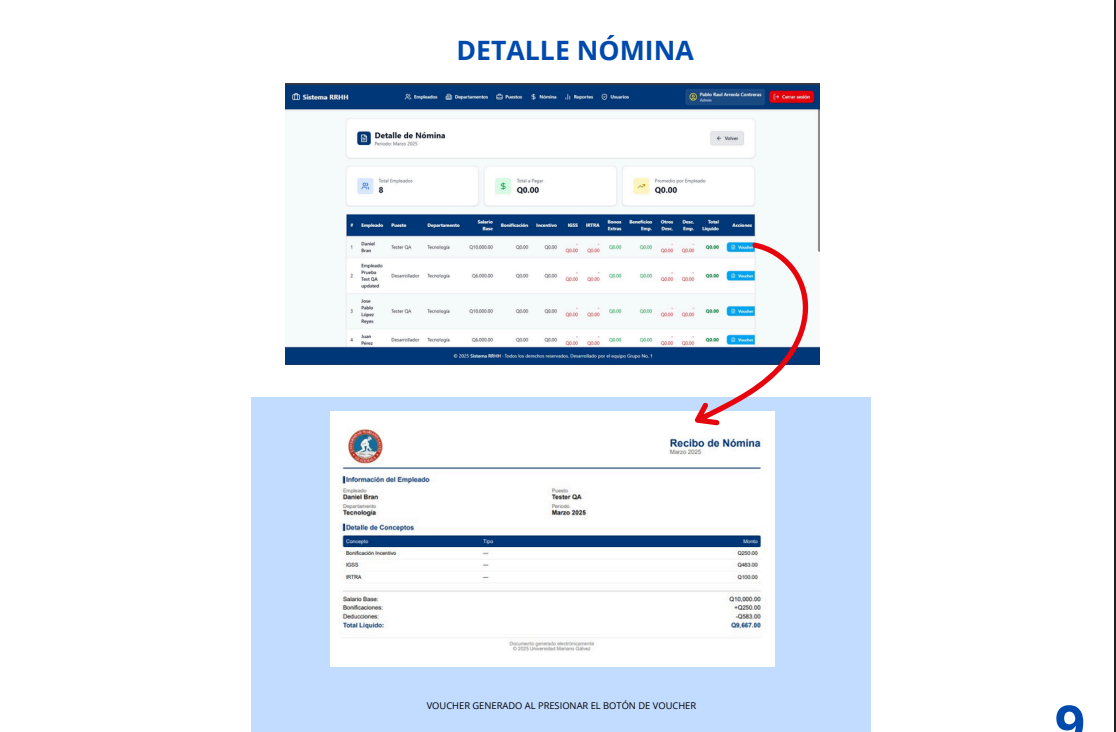 DETALLE NÓMINA
Sistema RRHH Empleados Departamentos Puestos $ Nómina Reportes Usuarios Pablo Raul Arreola Contreras Cerrar sesión
Admin
Detalle de Nómina
Periodo: Marzo 2025
Volver
Total Empleados
8
Total a Pagar
Q0.00
Promedio por Empleado
Q0.00
# Empleado Puesto Departamento Salario Base Bonificación Incentivo IGSS IRTRA Bonos Extras Beneficios Emp. Otros Desc. Desc. Emp. Total Líquido Acciones
1 Daniel Bran Tester QA Tecnología Q10,000.00 Q0.00 Q0.00 -Q0.00 -Q0.00 Q0.00 Q0.00 -Q0.00 -Q0.00 Q0.00 Voucher
2 Empleado Prueba Test QA updated Desarrollador Tecnología Q6,000.00 Q0.00 Q0.00 -Q0.00 -Q0.00 Q0.00 Q0.00 -Q0.00 -Q0.00 Q0.00 Voucher
3 Jose Pablo López Reyes Tester QA Tecnología Q10,000.00 Q0.00 Q0.00 -Q0.00 -Q0.00 Q0.00 Q0.00 -Q0.00 -Q0.00 Q0.00 Voucher
4 Juan Pérez Desarrollador Tecnología Q6,000.00 Q0.00 Q0.00 -Q0.00 -Q0.00 Q0.00 Q0.00 -Q0.00 -Q0.00 Q0.00 Voucher
© 2025 Sistema RRHH - Todos los derechos reservados. Desarrollado por el equipo Grupo No. 1
Recibo de Nómina
Marzo 2025
Información del Empleado
Empleado
Daniel Bran
Puesto
Tester QA
Departamento
Tecnología
Periodo
Marzo 2025
Detalle de Conceptos
Concepto Tipo Monto
Bonificación Incentivo — Q250.00
IGSS — Q483.00
IRTRA — Q100.00
Salario Base: Q10,000.00
Bonificaciones: +Q250.00
Deducciones: -Q583.00
Total Líquido: Q9,667.00
Documento generado electrónicamente
© 2025 Universidad Mariano Gálvez
VOUCHER GENERADO AL PRESIONAR EL BOTÓN DE VOUCHER
9